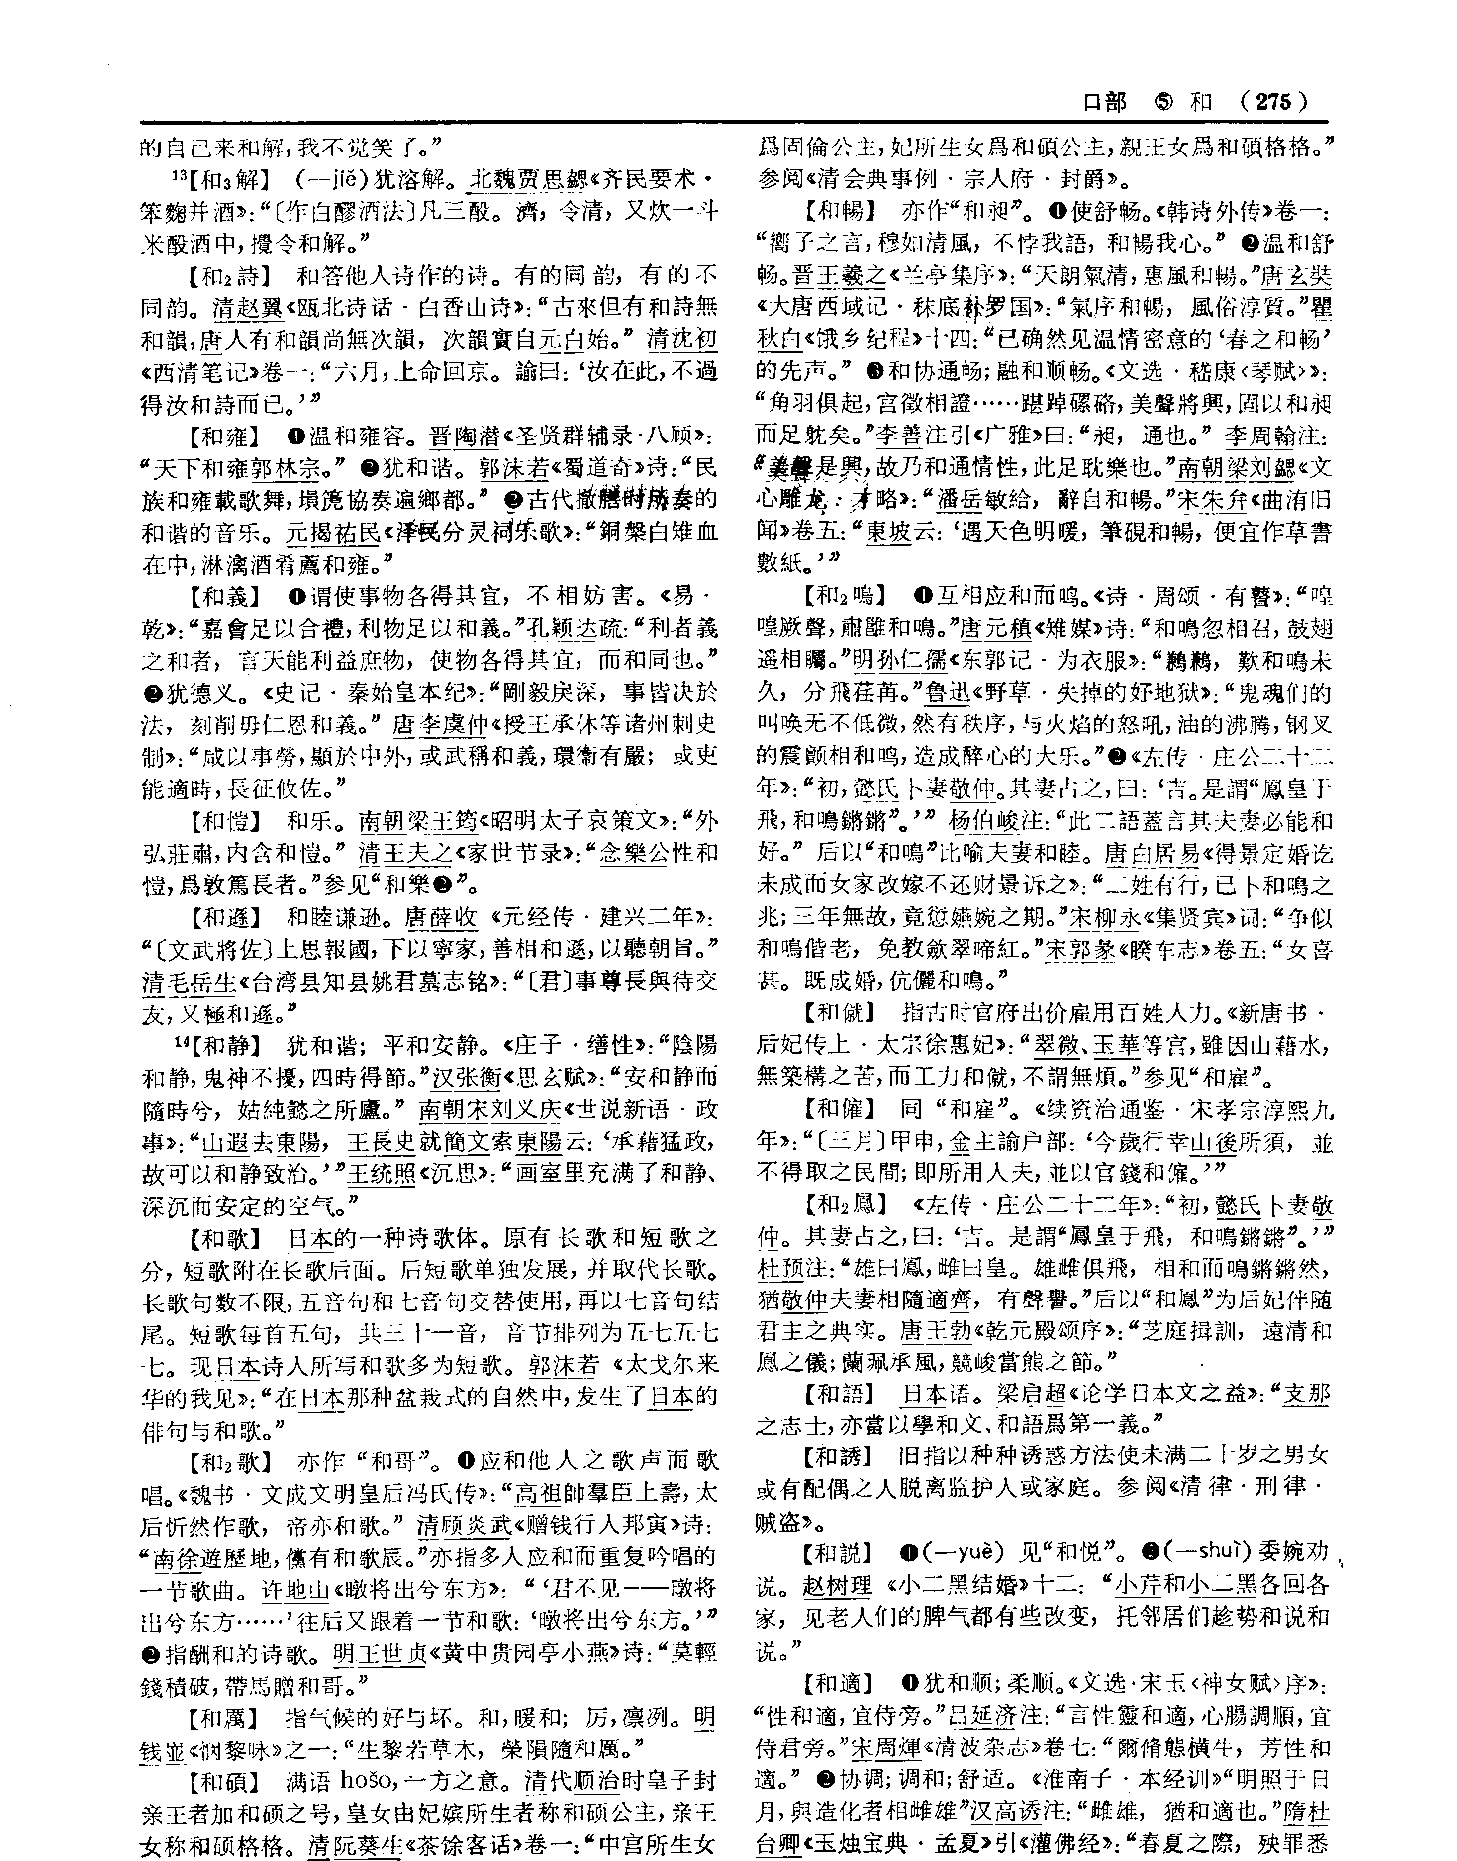 口部 ⑤ 和 (275)
的自己来和解,我不觉笑了。”
¹³【和₃解】 (—jiě)犹溶解。北魏贾思勰《齐民要术·
笨麴并酒》:“〔作白醪酒法〕凡三酘。濟,令清,又炊一斗
米酘酒中,攪令和解。”
【和₂詩】 和答他人诗作的诗。有的同韵,有的不
同韵。清赵翼《瓯北诗话·白香山诗》:“古來但有和詩無
和韻,唐人有和韻尚無次韻,次韻實自元白始。”清沈初
《西清笔记》卷一:“六月,上命回京。諭曰:‘汝在此,不過
得汝和詩而已。’”
【和雍】 ❶温和雍容。晋陶潜《圣贤群辅录·八顾》:
“天下和雍郭林宗。”❷犹和谐。郭沫若《蜀道奇》诗:“民
族和雍載歌舞,塤箎協奏遍鄉都。”❷古代撤膳时所奏的
和谐的音乐。元揭祐民《泽民分灵祠乐歌》:“銅槃白雉血
在中,淋漓酒肴薦和雍。”
【和義】 ❶谓使事物各得其宜,不相妨害。《易·
乾》:“嘉會足以合禮,利物足以和義。”孔颖达疏:“利者義
之和者,言天能利益庶物,使物各得其宜,而和同也。”
❷犹德义。《史记·秦始皇本纪》:“剛毅戾深,事皆决於
法,刻削毋仁恩和義。”唐李虞仲《授王承休等诸州刺史
制》:“咸以事勞,顯於中外,或武稱和義,環衛有嚴;或吏
能適時,長征攸佐。”
【和愷】 和乐。南朝梁王筠《昭明太子哀策文》:“外
弘莊肅,内含和愷。”清王夫之《家世节录》:“念樂公性和
愷,爲敦篤長者。”参见“和樂❷”。
【和遜】 和睦谦逊。唐薛收《元经传·建兴二年》:
“〔文武將佐〕上思報國,下以寧家,善相和遜,以聽朝旨。”
清毛岳生《台湾县知县姚君墓志铭》:“〔君〕事尊長與待交
友,又極和遜。”
¹⁴【和静】 犹和谐;平和安静。《庄子·缮性》:“陰陽
和静,鬼神不擾,四時得節。”汉张衡《思玄赋》:“安和静而
隨時兮,姑純懿之所廬。”南朝宋刘义庆《世说新语·政
事》:“山遐去東陽,王長史就簡文索東陽云:‘承藉猛政,
故可以和静致治。’”王统照《沉思》:“画室里充满了和静、
深沉而安定的空气。”
【和歌】 日本的一种诗歌体。原有长歌和短歌之
分,短歌附在长歌后面。后短歌单独发展,并取代长歌。
长歌句数不限,五音句和七音句交替使用,再以七音句结
尾。短歌每首五句,共三十一音,音节排列为五七五七
七。现日本诗人所写和歌多为短歌。郭沫若《太戈尔来
华的我见》:“在日本那种盆栽式的自然中,发生了日本的
俳句与和歌。”
【和₂歌】 亦作“和哥”。❶应和他人之歌声而歌
唱。《魏书·文成文明皇后冯氏传》:“高祖帥羣臣上壽,太
后忻然作歌,帝亦和歌。”清顾炎武《赠钱行人邦寅》诗:
“南徐遊歷地,儻有和歌辰。”亦指多人应和而重复吟唱的
一节歌曲。许地山《暾将出兮东方》:“‘君不见——暾将
出兮东方……’往后又跟着一节和歌:‘暾将出兮东方。’”
❷指酬和的诗歌。明王世贞《黄中贵园亭小燕》诗:“莫輕
錢積破,帶馬贈和哥。”
【和厲】 指气候的好与坏。和,暖和;厉,凛冽。明
钱䇓《悯黎咏》之一:“生黎若草木,榮隕隨和厲。”
【和碩】 满语 hošo,一方之意。清代顺治时皇子封
亲王者加和硕之号,皇女由妃嫔所生者称和硕公主,亲王
女称和硕格格。清阮葵生《茶馀客话》卷一:“中宫所生女
爲固倫公主,妃所生女爲和碩公主,親王女爲和碩格格。”
参阅《清会典事例·宗人府·封爵》。
【和暢】 亦作“和昶”。❶使舒畅。《韩诗外传》卷一:
“嚮子之言,穆如清風,不悖我語,和暢我心。”❷温和舒
畅。晋王羲之《兰亭集序》:“天朗氣清,惠風和暢。”唐玄奘
《大唐西域记·秣底补罗国》:“氣序和暢,風俗淳質。”瞿
秋白《饿乡纪程》十四:“已确然见温情密意的‘春之和畅’
的先声。”❸和协通畅;融和顺畅。《文选·嵇康〈琴赋〉》:
“角羽俱起,宫徵相證……踸踔磥硌,美聲將興,固以和昶
而足躭矣。”李善注引《广雅》曰:“昶,通也。”李周翰注:
“美聲是興,故乃和通情性,此足耽樂也。”南朝梁刘勰《文
心雕龙·才略》:“潘岳敏给,辭自和暢。”宋朱弁《曲洧旧
闻》卷五:“東坡云:‘遇天色明暖,筆硯和暢,便宜作草書
數紙。’”
【和₂鳴】 ❶互相应和而鸣。《诗·周颂·有瞽》:“喤
喤厥聲,肅雝和鳴。”唐元稹《雉媒》诗:“和鳴忽相召,鼓翅
遥相矚。”明孙仁孺《东郭记·为衣服》:“鶼鶼,歎和鳴未
久,分飛荏苒。”鲁迅《野草·失掉的好地狱》:“鬼魂们的
叫唤无不低微,然有秩序,与火焰的怒吼,油的沸腾,钢叉
的震颤相和鸣,造成醉心的大乐。”❷《左传·庄公二十二
年》:“初,懿氏卜妻敬仲。其妻占之,曰:‘吉。是謂“鳳皇于
飛,和鳴鏘鏘”。’”杨伯峻注:“此二語蓋言其夫妻必能和
好。”后以“和鳴”比喻夫妻和睦。唐白居易《得景定婚讫
未成而女家改嫁不还财景诉之》:“二姓有行,已卜和鳴之
兆;三年無故,竟愆嬿婉之期。”宋柳永《集贤宾》词:“争似
和鳴偕老,免教斂翠啼紅。”宋郭彖《睽车志》卷五:“女喜
甚。既成婚,伉儷和鳴。”
【和僦】 指古时官府出价雇用百姓人力。《新唐书·
后妃传上·太宗徐惠妃》:“翠微、玉華等宫,雖因山藉水,
無築構之苦,而工力和僦,不謂無煩。”参见“和雇”。
【和僱】 同“和雇”。《续资治通鉴·宋孝宗淳熙九
年》:“〔三月〕甲申,金主諭户部:‘今歲行幸山後所須,並
不得取之民間;即所用人夫,並以官錢和僱。’”
【和₂鳳】 《左传·庄公二十二年》:“初,懿氏卜妻敬
仲。其妻占之,曰:‘吉。是謂“鳳皇于飛,和鳴鏘鏘”。’”
杜预注:“雄曰鳳,雌曰皇。雄雌俱飛,相和而鳴鏘鏘然,
猶敬仲夫妻相隨適齊,有聲譽。”后以“和鳳”为后妃伴随
君主之典实。唐王勃《乾元殿颂序》:“芝庭揖訓,遠清和
鳳之儀;蘭珮承風,競峻當熊之節。”
【和語】 日本语。梁启超《论学日本文之益》:“支那
之志士,亦當以學和文、和語爲第一義。”
【和誘】 旧指以种种诱惑方法使未满二十岁之男女
或有配偶之人脱离监护人或家庭。参阅《清律·刑律·
贼盗》。
【和説】 ❶(—yuè) 见“和悦”。❷(—shuì)委婉劝
说。赵树理《小二黑结婚》十二:“小芹和小二黑各回各
家,见老人们的脾气都有些改变,托邻居们趁势和说和
说。”
【和適】 ❶犹和顺;柔顺。《文选·宋玉〈神女赋〉序》:
“性和適,宜侍旁。”吕延济注:“言性靈和適,心腸調順,宜
侍君旁。”宋周煇《清波杂志》卷七:“爾脩態横生,芳性和
適。”❷协调;调和;舒适。《淮南子·本经训》“明照于日
月,與造化者相雌雄”汉高诱注:“雌雄,猶和適也。”隋杜
台卿《玉烛宝典·孟夏》引《灌佛经》:“春夏之際,殃罪悉